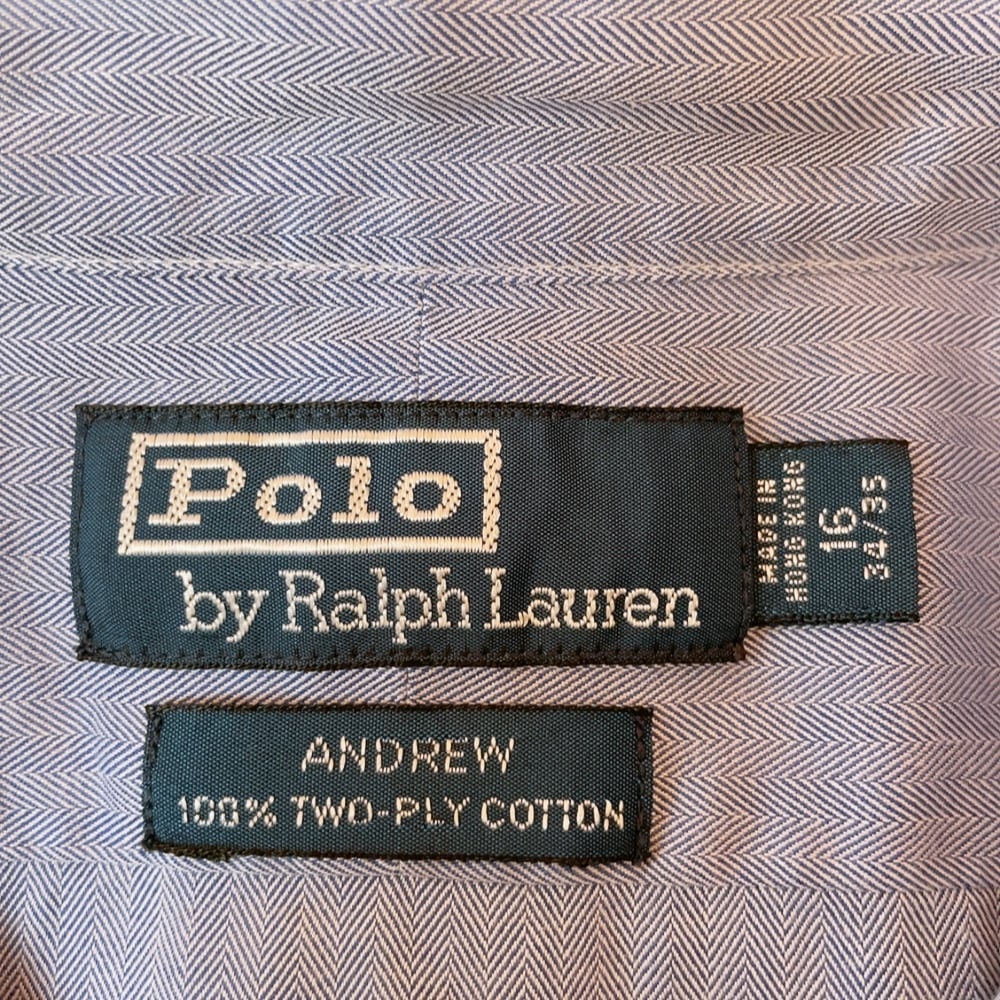 Polo
by Ralph Lauren
MADE IN
HONG KONG
16
34/35
ANDREW
100% TWO-PLY COTTON